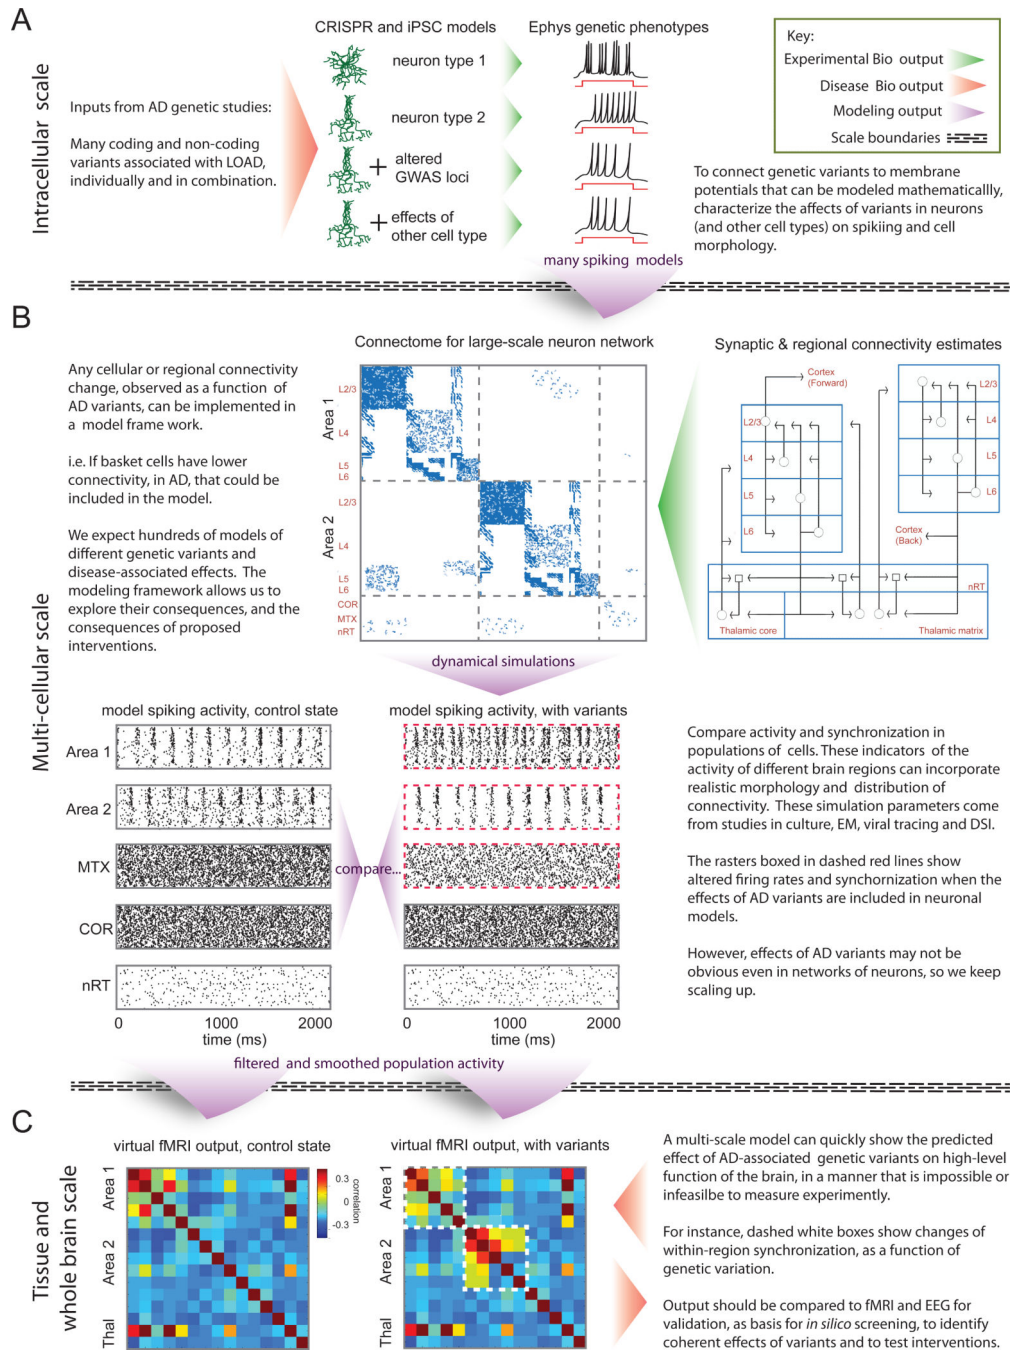 A
Intracellular scale
CRISPR and iPSC models
Ephys genetic phenotypes
Inputs from AD genetic studies:
Many coding and non-coding
variants associated with LOAD,
individually and in combination.
neuron type 1
neuron type 2
+ altered
GWAS loci
+ effects of
other cell type
many spiking models
Key:
Experimental Bio output
Disease Bio output
Modeling output
Scale boundaries
To connect genetic variants to membrane
potentials that can be modeled mathematicallly,
characterize the affects of variants in neurons
(and other cell types) on spikiing and cell
morphology.
B
Multi-cellular scale
Any cellular or regional connectivity
change, observed as a function of
AD variants, can be implemented in
a model frame work.
i.e. If basket cells have lower
connectivity, in AD, that could be
included in the model.
We expect hundreds of models of
different genetic variants and
disease-associated effects. The
modeling framework allows us to
explore their consequences, and the
consequences of proposed
interventions.
Connectome for large-scale neuron network
Area 1
L2/3
L4
L5
L6
Area 2
L2/3
L4
L5
L6
COR
MTX
nRT
Synaptic & regional connectivity estimates
Cortex
(Forward)
L2/3
L4
L5
L6
L2/3
L4
L5
L6
Cortex
(Back)
nRT
Thalamic core
Thalamic matrix
dynamical simulations
model spiking activity, control state
model spiking activity, with variants
Area 1
Area 2
MTX
COR
nRT
compare...
0 1000 2000
time (ms)
0 1000 2000
time (ms)
Compare activity and synchronization in
populations of cells. These indicators of the
activity of different brain regions can incorporate
realistic morphology and distribution of
connectivity. These simulation parameters come
from studies in culture, EM, viral tracing and DSI.
The rasters boxed in dashed red lines show
altered firing rates and synchornization when the
effects of AD variants are included in neuronal
models.
However, effects of AD variants may not be
obvious even in networks of neurons, so we keep
scaling up.
filtered and smoothed population activity
C
Tissue and
whole brain scale
virtual fMRI output, control state
virtual fMRI output, with variants
Area 1
Area 2
Thal
0.3
-0.3
correlation
Area 1
Area 2
Thal
A multi-scale model can quickly show the predicted
effect of AD-associated genetic variants on high-level
function of the brain, in a manner that is impossible or
infeasilbe to measure experimently.
For instance, dashed white boxes show changes of
within-region synchronization, as a function of
genetic variation.
Output should be compared to fMRI and EEG for
validation, as basis for in silico screening, to identify
coherent effects of variants and to test interventions.